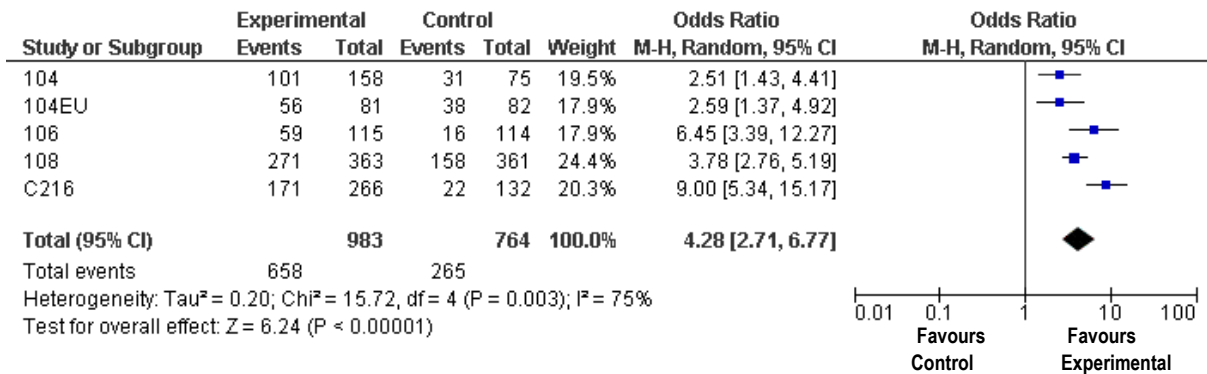 Experimental Control Odds Ratio Odds Ratio
Study or Subgroup Events Total Events Total Weight M-H, Random, 95% CI M-H, Random, 95% CI
104 101 158 31 75 19.5% 2.51 [1.43, 4.41]
104EU 56 81 38 82 17.9% 2.59 [1.37, 4.92]
106 59 115 16 114 17.9% 6.45 [3.39, 12.27]
108 271 363 158 361 24.4% 3.78 [2.76, 5.19]
C216 171 266 22 132 20.3% 9.00 [5.34, 15.17]
Total (95% CI) 983 764 100.0% 4.28 [2.71, 6.77]
Total events 658 265
Heterogeneity: Tau² = 0.20; Chi² = 15.72, df = 4 (P = 0.003); I² = 75%
Test for overall effect: Z = 6.24 (P < 0.00001)
0.01 0.1 1 10 100
Favours Favours
Control Experimental